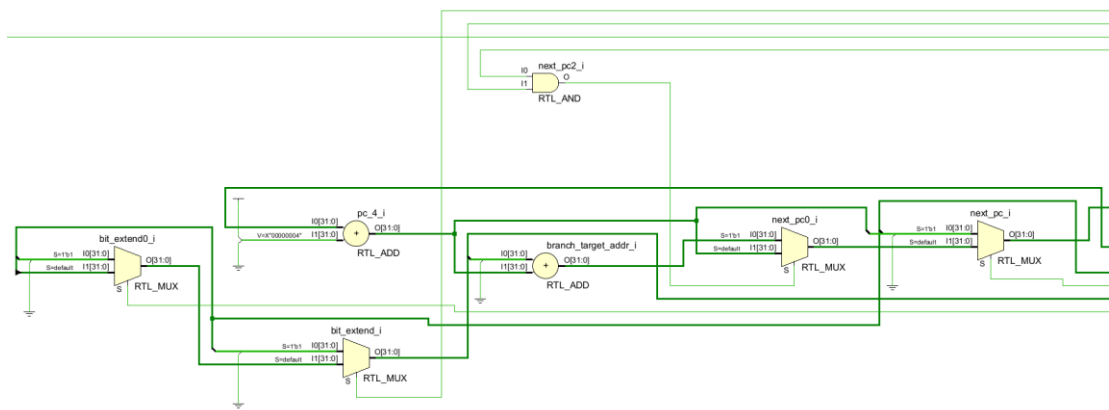 next_pc2_i
I0
I1
O
RTL_AND
pc_4_i
I0[31:0]
V=X"00000004"
I1[31:0]
O[31:0]
RTL_ADD
bit_extend0_i
S=1'b1
I0[31:0]
S=default
I1[31:0]
O[31:0]
S
RTL_MUX
branch_target_addr_i
I0[31:0]
I1[31:0]
O[31:0]
RTL_ADD
next_pc0_i
S=1'b1
I0[31:0]
S=default
I1[31:0]
O[31:0]
S
RTL_MUX
next_pc_i
S=1'b1
I0[31:0]
S=default
I1[31:0]
O[31:0]
S
RTL_MUX
bit_extend_i
S=1'b1
I0[31:0]
S=default
I1[31:0]
O[31:0]
S
RTL_MUX